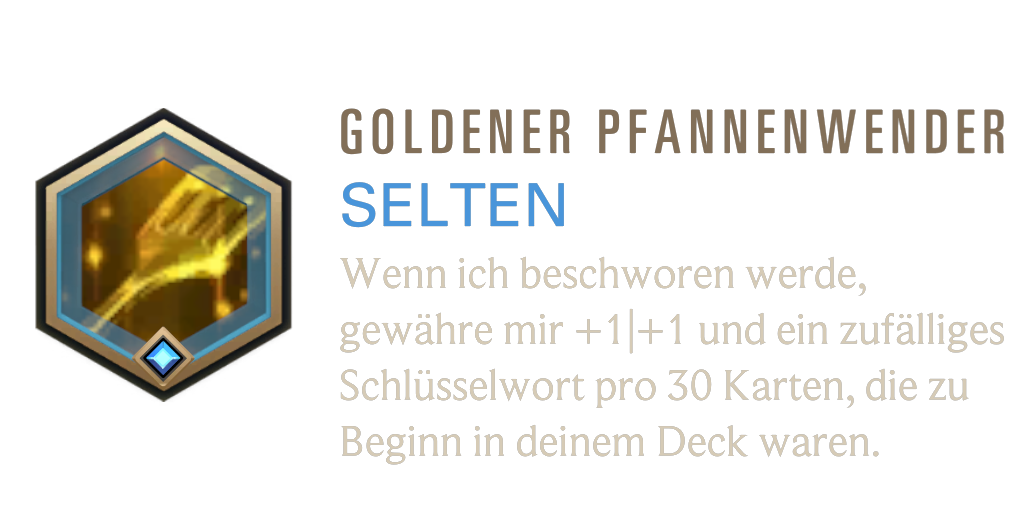 GOLDENER PFANNENWENDER
SELTEN
Wenn ich beschworen werde,
gewähre mir +1|+1 und ein zufälliges
Schlüsselwort pro 30 Karten, die zu
Beginn in deinem Deck waren.